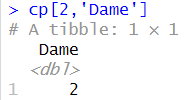 > cp[2,'Dame']
# A tibble: 1 × 1
Dame
<dbl>
1 2